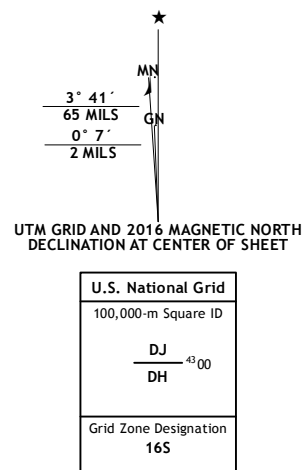 MN
3° 41´
65 MILS
GN
0° 7´
2 MILS
UTM GRID AND 2016 MAGNETIC NORTH
DECLINATION AT CENTER OF SHEET
U.S. National Grid
100,000-m Square ID
DJ
4300
DH
Grid Zone Designation
16S